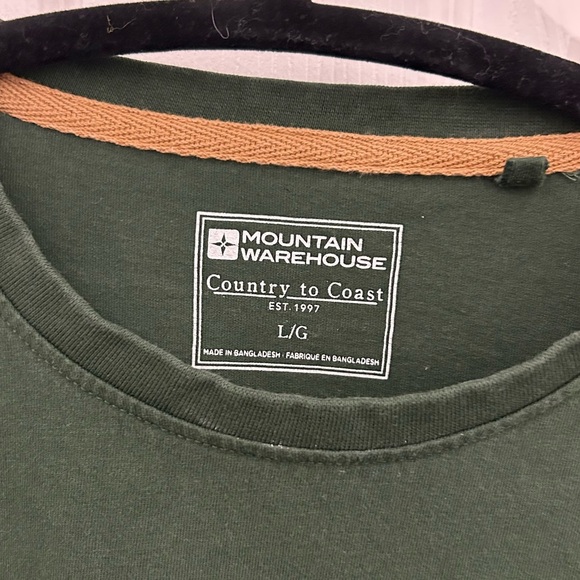 MOUNTAIN
WAREHOUSE
Country to Coast
EST. 1997
L/G
MADE IN BANGLADESH · FABRIQUÉ EN BANGLADESH